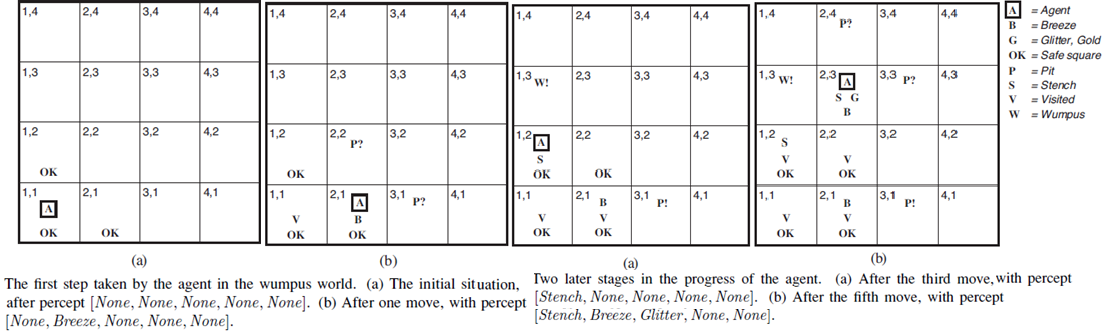 1,4 2,4 3,4 4,4
1,3 2,3 3,3 4,3
1,2 2,2 3,2 4,2
OK
1,1 2,1 3,1 4,1
A
OK OK
(a)
1,4 2,4 3,4 4,4
1,3 2,3 3,3 4,3
1,2 2,2 3,2 4,2
P?
OK
1,1 2,1 3,1 4,1
A P?
V B
OK OK
(b)
The first step taken by the agent in the wumpus world. (a) The initial situation,
after percept [None, None, None, None, None]. (b) After one move, with percept
[None, Breeze, None, None, None].
1,4 2,4 3,4 4,4
1,3 W! 2,3 3,3 4,3
1,2 2,2 3,2 4,2
A
S
OK OK
1,1 2,1 3,1 4,1
B P!
V V
OK OK
(a)
1,4 2,4 3,4 4,4
P?
1,3 W! 2,3 3,3 P? 4,3
A
S G
B
1,2 2,2 3,2 4,2
S
V V
OK OK
1,1 2,1 3,1 4,1
B P!
V V
OK OK
(b)
A = Agent
B = Breeze
G = Glitter, Gold
OK = Safe square
P = Pit
S = Stench
V = Visited
W = Wumpus
Two later stages in the progress of the agent. (a) After the third move, with percept
[Stench, None, None, None, None]. (b) After the fifth move, with percept
[Stench, Breeze, Glitter, None, None].